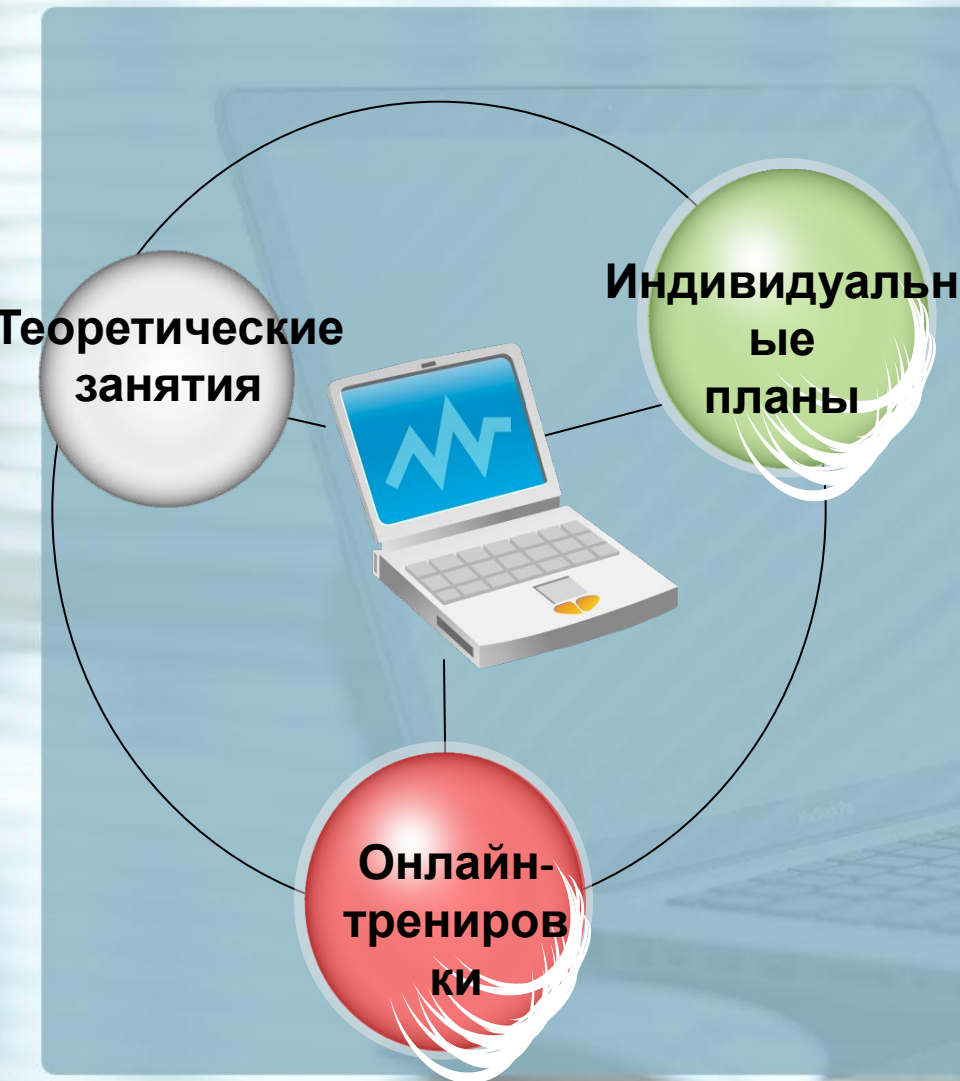 Теоретические
занятия
Индивидуальн
ые
планы
Онлайн-
трениров
ки